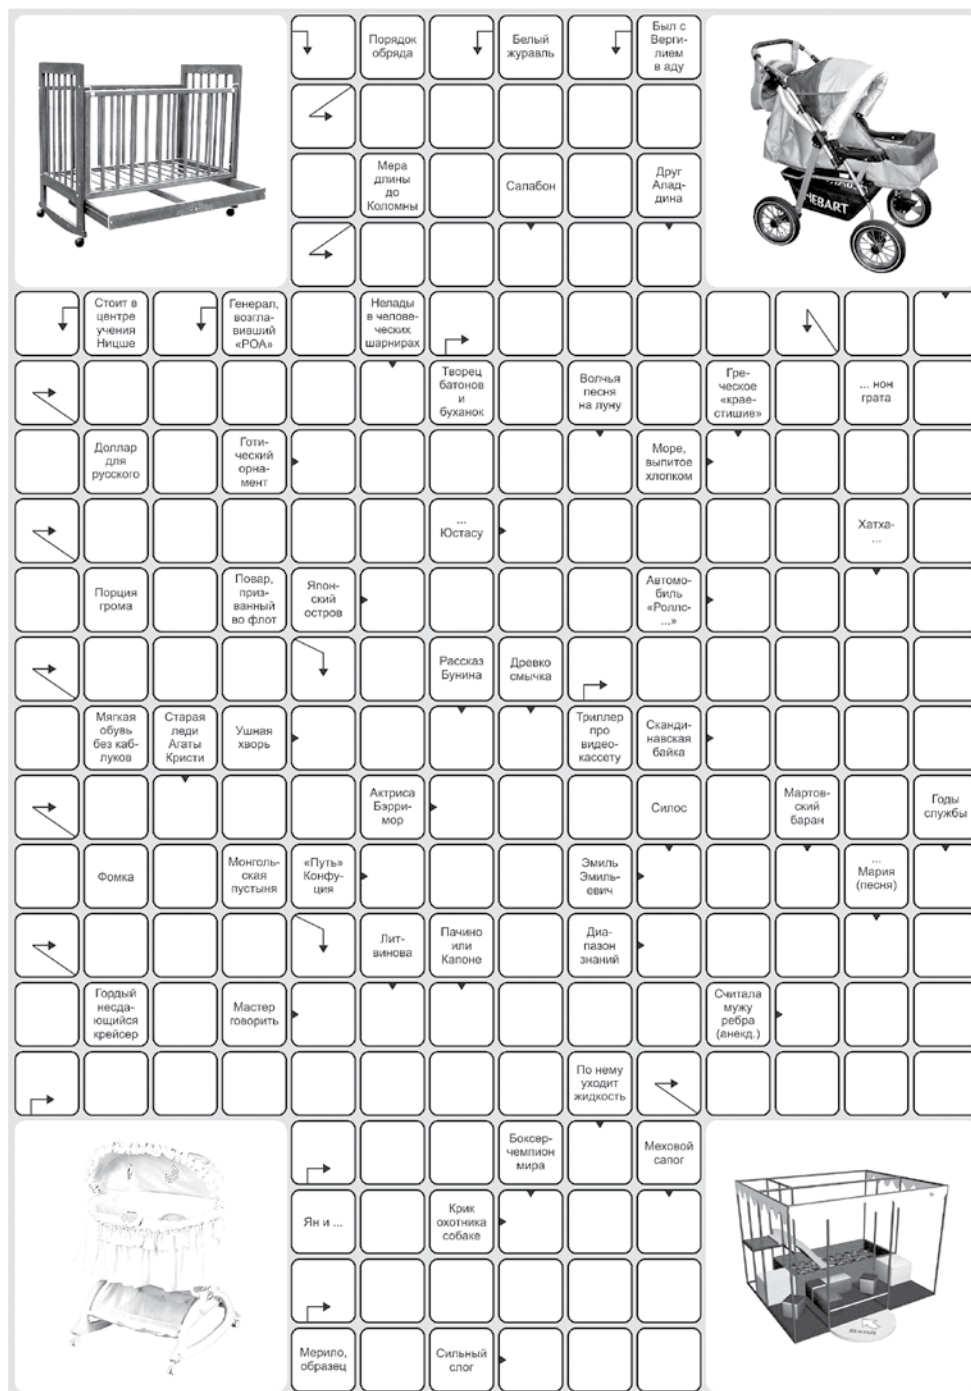 Порядок
обряда
Белый
журавль
Был с
Верги-
лием
в аду
HEBART
Мера
длины
до
Коломны
Салабон
Друг
Алад-
дина
Стоит в
центре
учения
Ницше
Генерал,
возгла-
вивший
«РОА»
Нелады
в челове-
ческих
шарнирах
Творец
батонов
и
буханок
Волчья
песня
на луну
Гре-
ческое
«крае-
стишие»
... нон
грата
Доллар
для
русского
Готи-
ческий
орна-
мент
Море,
выпитое
хлопком
...
Юстасу
Хатха-
...
Порция
грома
Повар,
приз-
ванный
во флот
Япон-
ский
остров
Автомо-
биль
«Роллс-
...»
Рассказ
Бунина
Древко
смычка
Мягкая
обувь
без каб-
луков
Старая
леди
Агаты
Кристи
Ушная
хворь
Триллер
про
видео-
кассету
Сканди-
навская
байка
Актриса
Бэрри-
мор
Силос
Мартов-
ский
баран
Годы
службы
Фомка
Монголь-
ская
пустыня
«Путь»
Конфу-
ция
Эмиль
Эмиль-
евич
...
Мария
(песня)
Лит-
винова
Пачино
или
Капоне
Диа-
пазон
знаний
Гордый
несда-
ющийся
крейсер
Мастер
говорить
Считала
мужу
ребра
(анекд.)
По нему
уходит
жидкость
Боксер-
чемпион
мира
Меховой
сапог
Ян и ...
Крик
охотника
собаке
Мерило,
образец
Сильный
слог